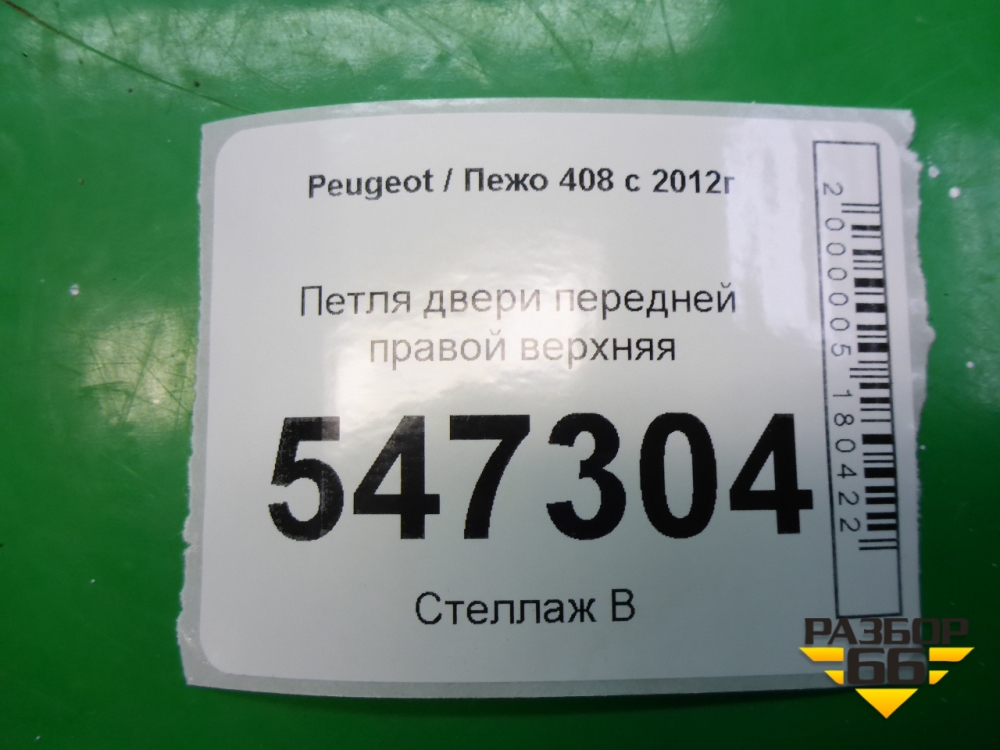 Peugeot / Пежо 408 с 2012г
Петля двери передней
правой верхняя
547304
Стеллаж В
2000005180422
РАЗБОР
66